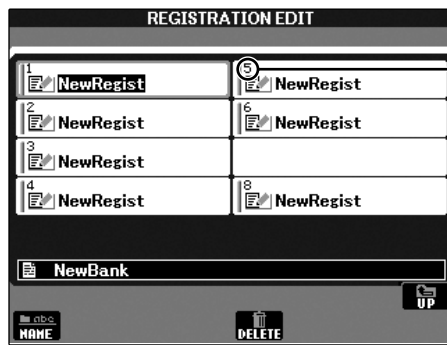 REGISTRATION EDIT
1
NewRegist
5
NewRegist
2
NewRegist
6
NewRegist
3
NewRegist
4
NewRegist
8
NewRegist
NewBank
UP
abc
NAME
DELETE